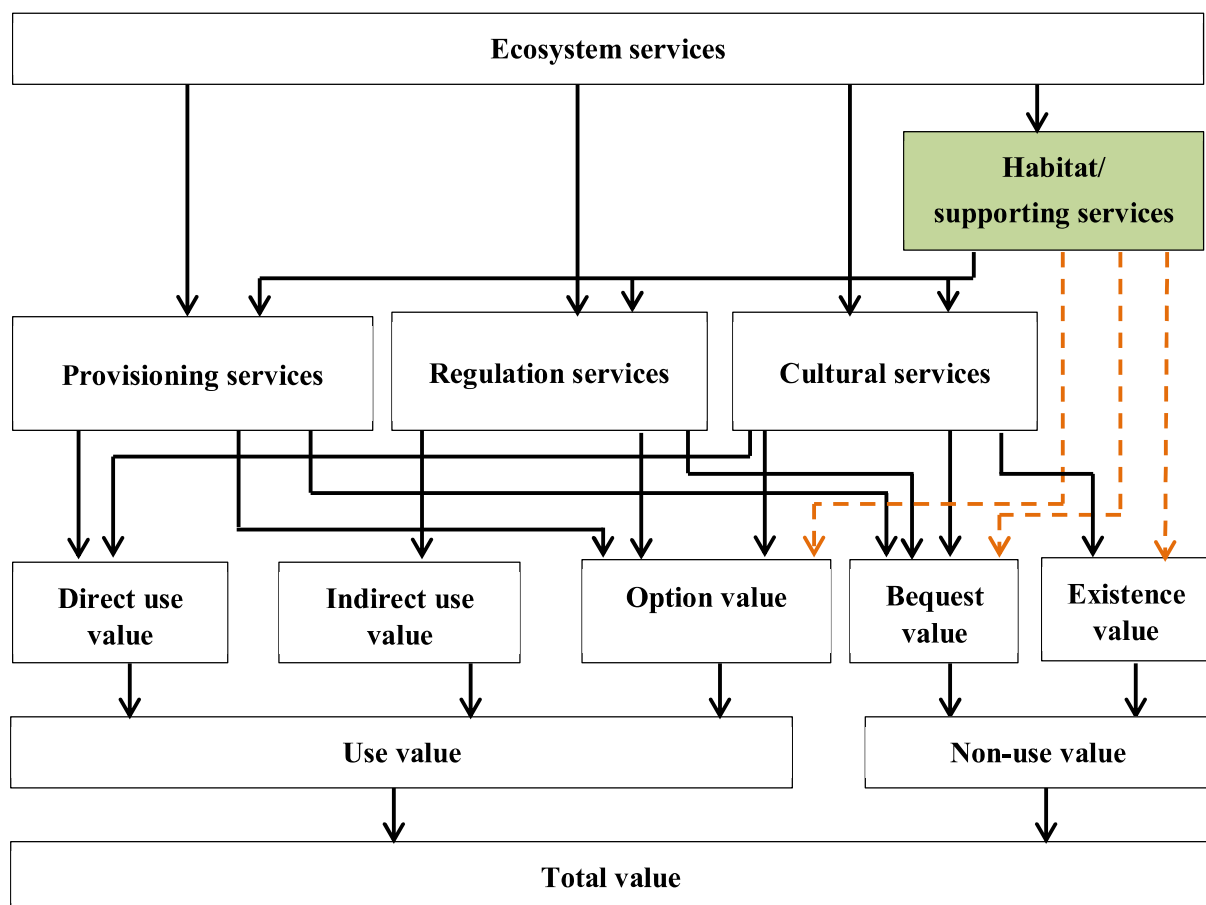 Ecosystem services
Habitat/
supporting services
Provisioning services
Regulation services
Cultural services
Direct use
value
Indirect use
value
Option value
Bequest
value
Existence
value
Use value
Non-use value
Total value